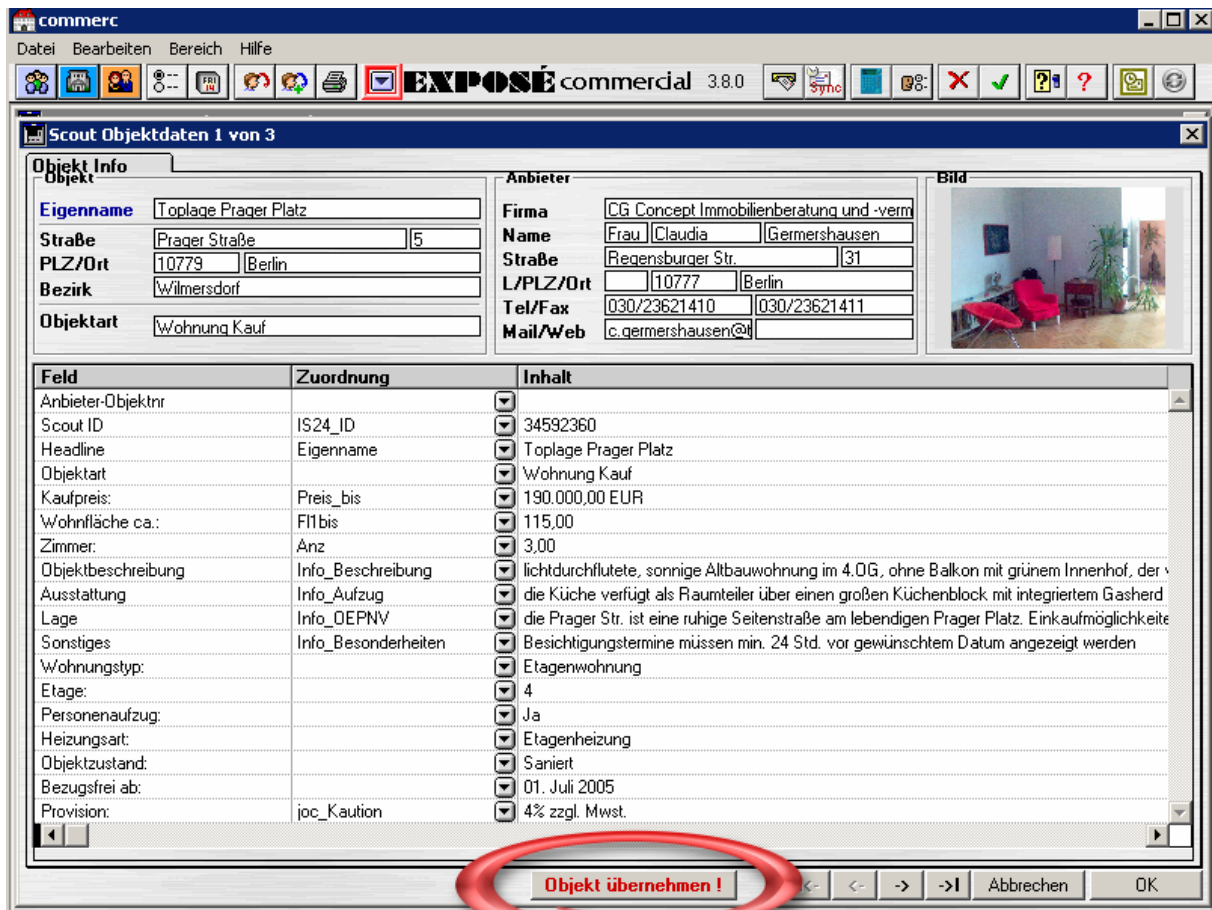 commerc
Datei Bearbeiten Bereich Hilfe
FRI 14 EXPOSÉ commercial 3.8.0 Sync ? ?
Scout Objektdaten 1 von 3
Objekt Info
Objekt
Eigenname Toplage Prager Platz
Straße Prager Straße 5
PLZ/Ort 10779 Berlin
Bezirk Wilmersdorf
Objektart Wohnung Kauf
Anbieter
Firma CG Concept Immobilienberatung und -verm
Name Frau Claudia Germershausen
Straße Regensburger Str. 31
L/PLZ/Ort 10777 Berlin
Tel/Fax 030/23621410 030/23621411
Mail/Web c.germershausen@t
Bild
Feld Zuordnung Inhalt
Anbieter-Objektnr
Scout ID IS24_ID 34592360
Headline Eigenname Toplage Prager Platz
Objektart Wohnung Kauf
Kaufpreis: Preis_bis 190.000,00 EUR
Wohnfläche ca.: Fl1bis 115,00
Zimmer: Anz 3,00
Objektbeschreibung Info_Beschreibung lichtdurchflutete, sonnige Altbauwohnung im 4.OG, ohne Balkon mit grünem Innenhof, der v
Ausstattung Info_Aufzug die Küche verfügt als Raumteiler über einen großen Küchenblock mit integriertem Gasherd
Lage Info_OEPNV die Prager Str. ist eine ruhige Seitenstraße am lebendigen Prager Platz. Einkaufmöglichkeite
Sonstiges Info_Besonderheiten Besichtigungstermine müssen min. 24 Std. vor gewünschtem Datum angezeigt werden
Wohnungstyp: Etagenwohnung
Etage: 4
Personenaufzug: Ja
Heizungsart: Etagenheizung
Objektzustand: Saniert
Bezugsfrei ab: 01. Juli 2005
Provision: joc_Kaution 4% zzgl. Mwst.
Objekt übernehmen ! <- <- -> ->I Abbrechen OK